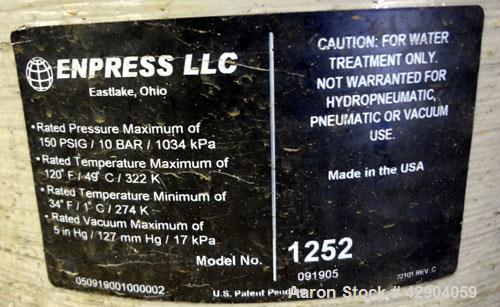 ENPRESS LLC
Eastlake, Ohio
• Rated Pressure Maximum of
150 PSIG / 10 BAR / 1034 kPa
• Rated Temperature Maximum of
120° F / 49° C / 322 K
• Rated Temperature Minimum of
34° F / 1° C / 274 K
• Rated Vacuum Maximum of
5 in Hg / 127 mm Hg / 17 kPa
Model No.
050919001000002
U.S. Patent Pending
CAUTION: FOR WATER
TREATMENT ONLY.
NOT WARRANTED FOR
HYDROPNEUMATIC,
PNEUMATIC OR VACUUM
USE.
Made in the USA
1252
091905
REV. C
Aaron Stock# 42904059